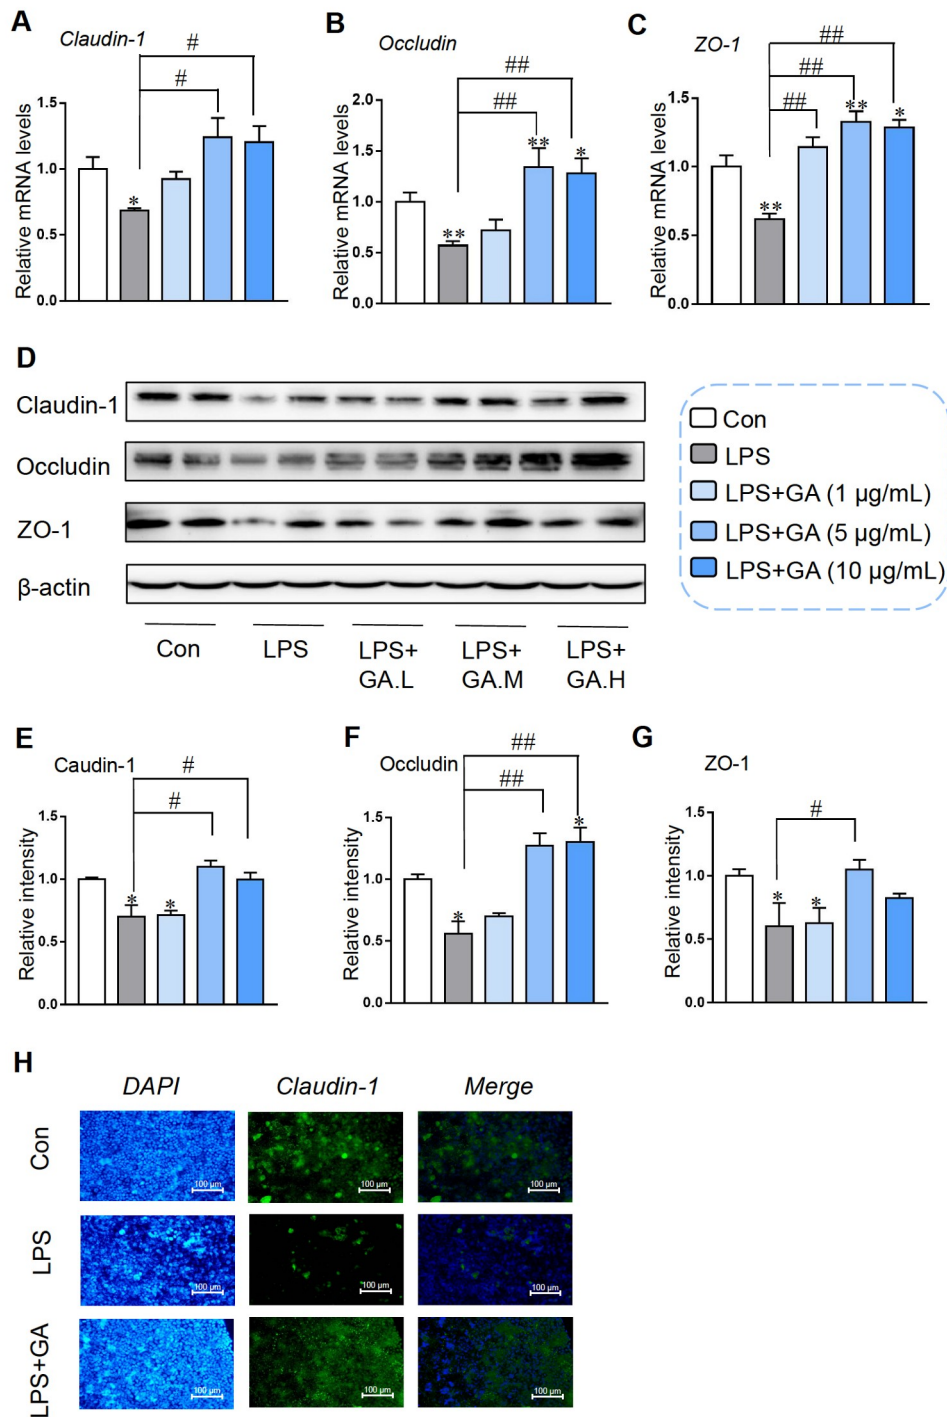 A
Claudin-1
#
#
Relative mRNA levels
1.5
1.0
0.5
0.0
*
B
Occludin
##
##
Relative mRNA levels
2.0
1.5
1.0
0.5
0.0
**
**
*
C
ZO-1
##
##
##
Relative mRNA levels
1.5
1.0
0.5
0.0
**
**
*
D
Claudin-1
Occludin
ZO-1
β-actin
Con
LPS
LPS+
GA.L
LPS+
GA.M
LPS+
GA.H
Con
LPS
LPS+GA (1 μg/mL)
LPS+GA (5 μg/mL)
LPS+GA (10 μg/mL)
E
Caudin-1
#
#
Relative intensity
1.5
1.0
0.5
0.0
*
*
F
Occludin
##
##
Relative intensity
1.5
1.0
0.5
0.0
*
*
G
ZO-1
#
Relative intensity
1.5
1.0
0.5
0.0
*
*
H
DAPI
Claudin-1
Merge
Con
100 μm
100 μm
100 μm
LPS
100 μm
100 μm
100 μm
LPS+GA
100 μm
100 μm
100 μm